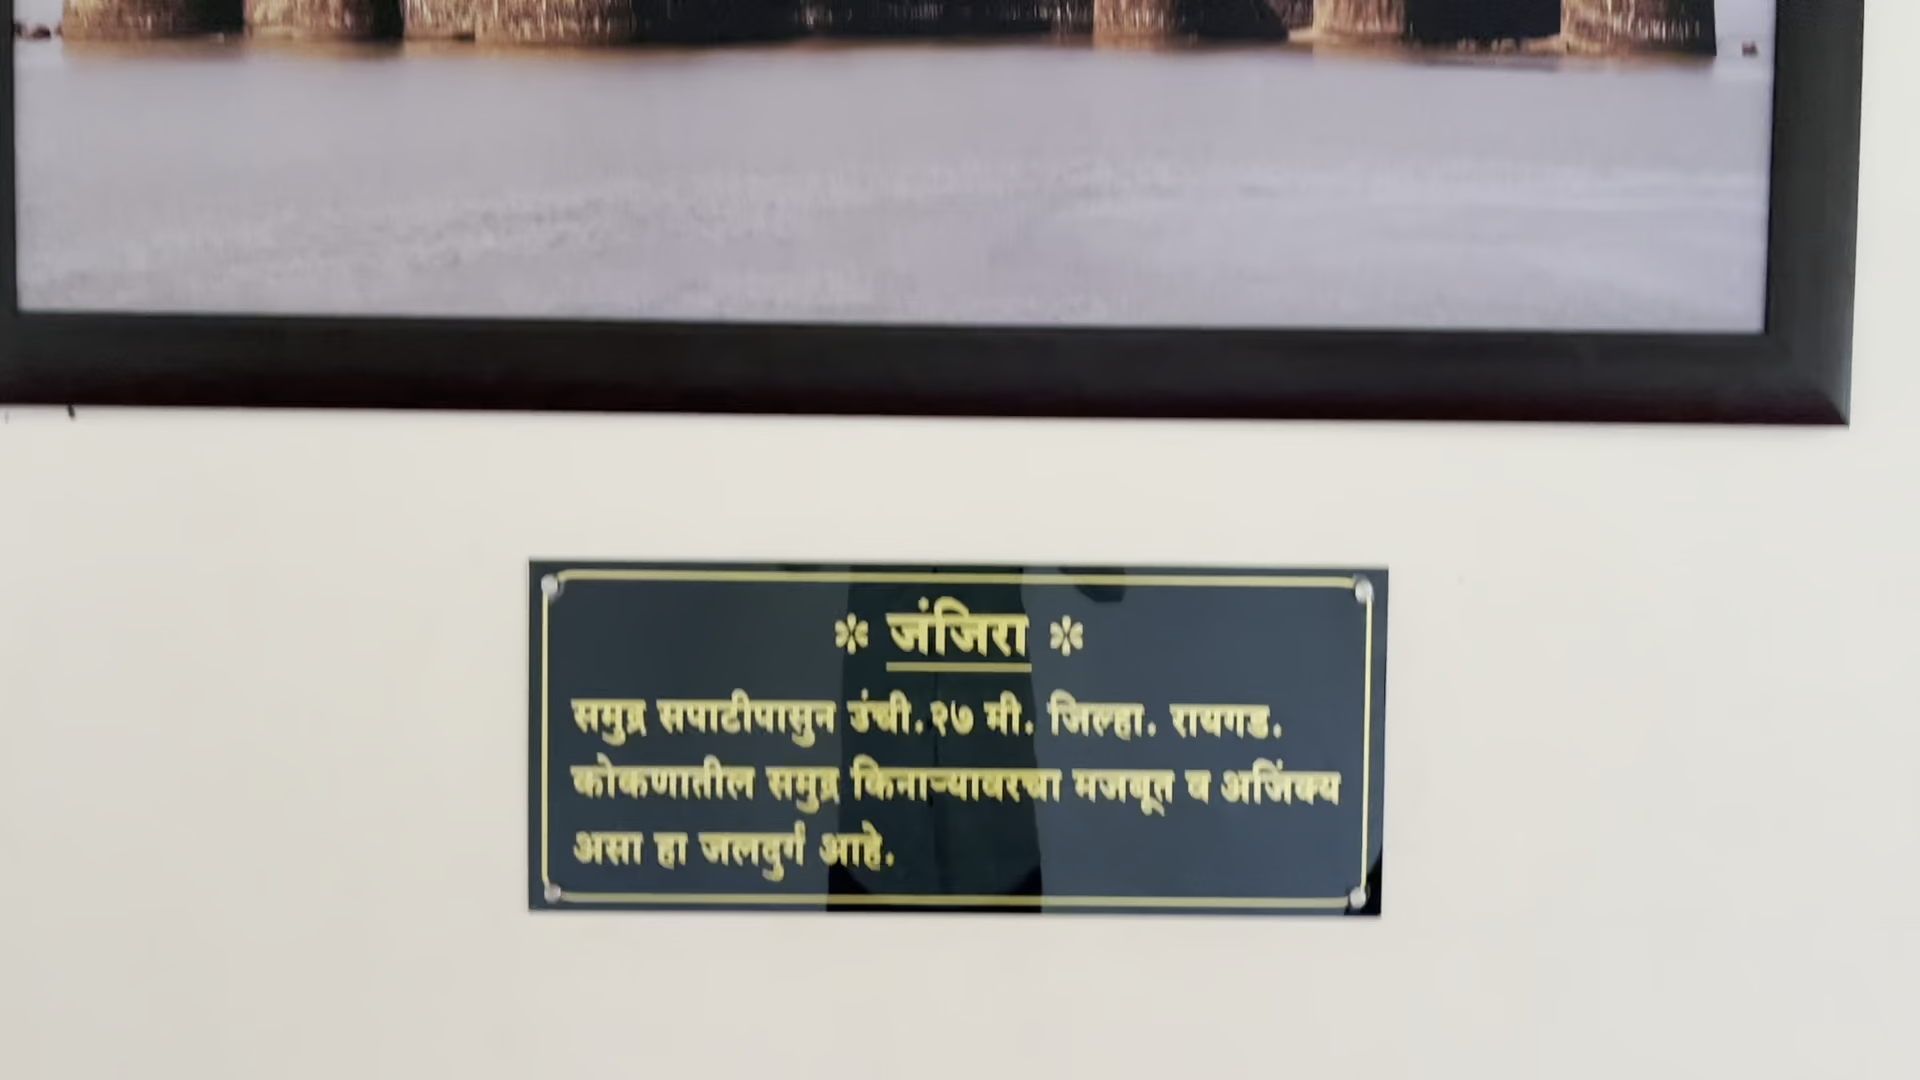 ✲ जंजिरा ✲
समुद्र सपाटीपासुन उंची.२७ मी. जिल्हा. रायगड.
कोकणातील समुद्र किनाऱ्यावरचा मजबूत व अजिंक्य
असा हा जलदुर्ग आहे.